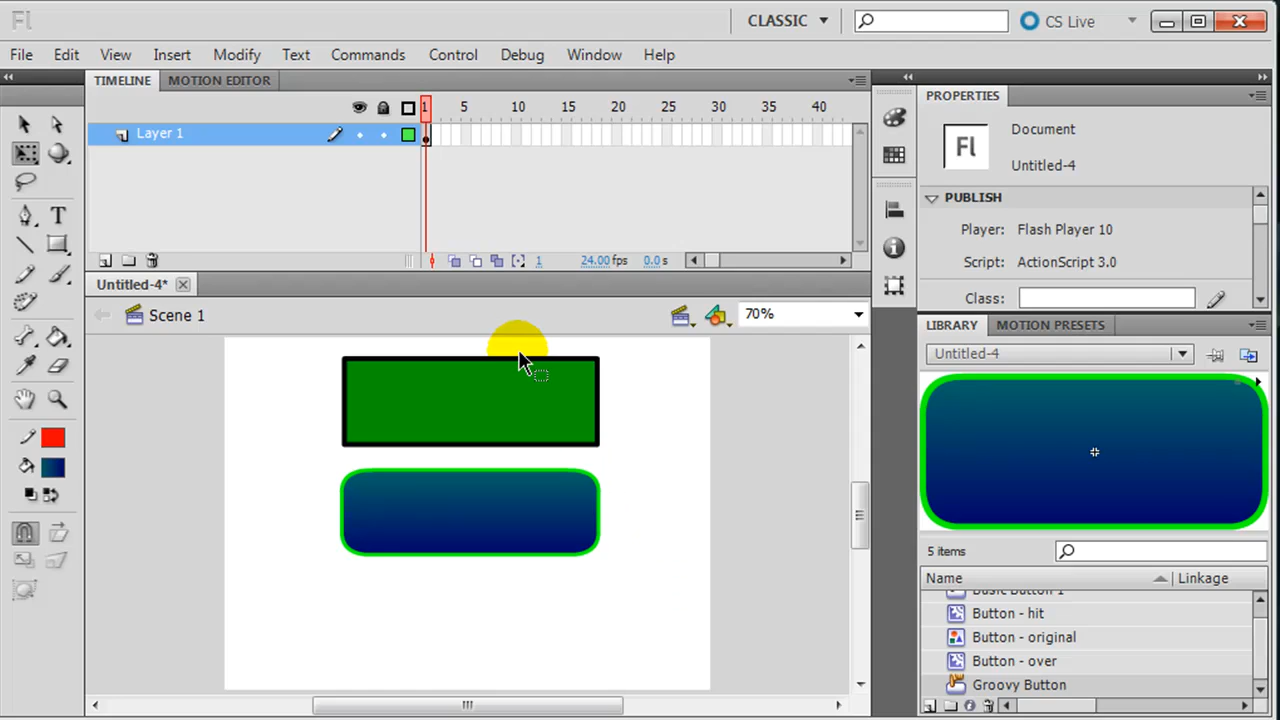 Fl CLASSIC CS Live
File Edit View Insert Modify Text Commands Control Debug Window Help
TIMELINE MOTION EDITOR
1 5 10 15 20 25 30 35 40
Layer 1
1 24.00 fps 0.0 s
Untitled-4*
Scene 1 70%
PROPERTIES
Fl Document
Untitled-4
PUBLISH
Player: Flash Player 10
Script: ActionScript 3.0
Class:
LIBRARY MOTION PRESETS
Untitled-4
5 items
Name Linkage
Basic Button 1
Button - hit
Button - original
Button - over
Groovy Button